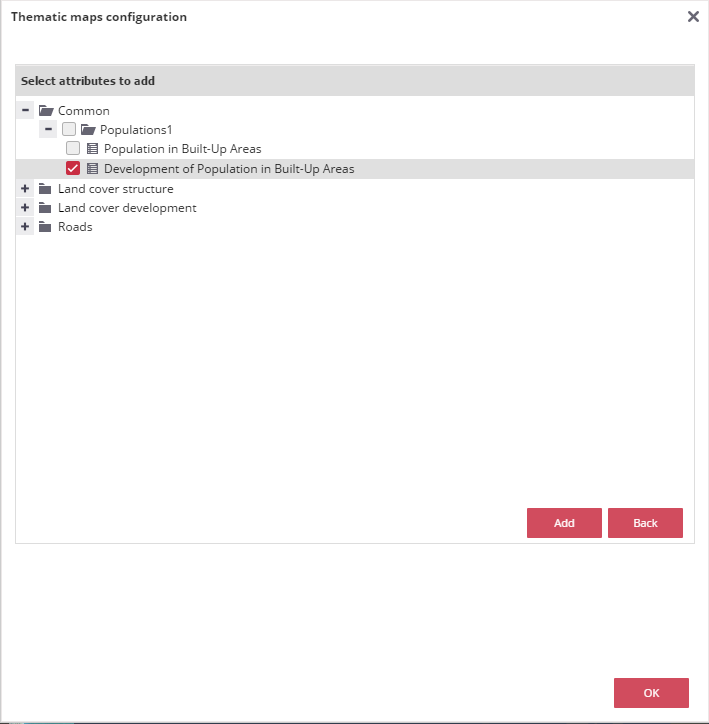 Thematic maps configuration
Select attributes to add
Common
Populations1
Population in Built-Up Areas
Development of Population in Built-Up Areas
Land cover structure
Land cover development
Roads
Add Back
OK